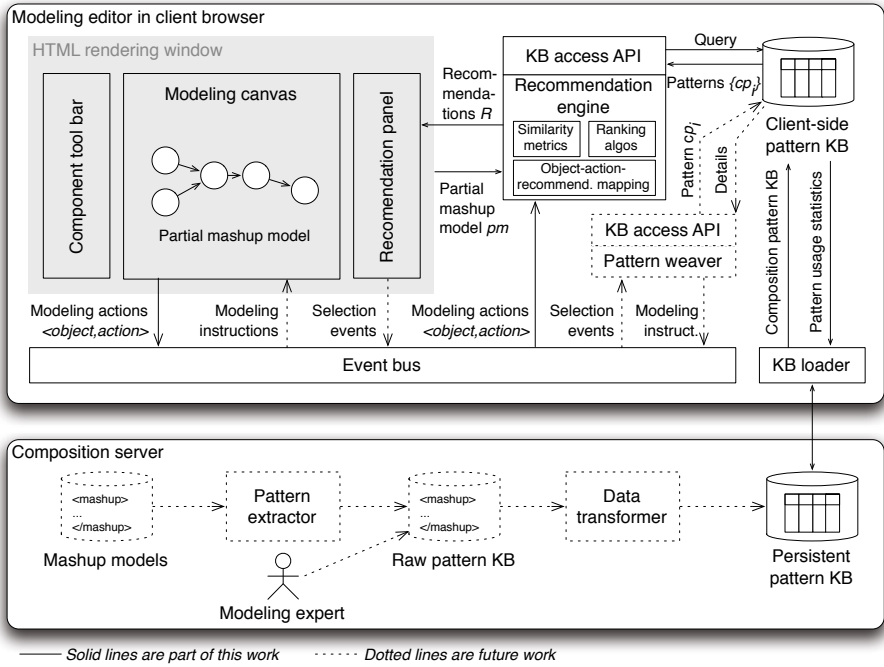 Modeling editor in client browser
HTML rendering window
Component tool bar
Modeling canvas
Partial mashup model
Recomendation panel
Recom-
menda-
tions R
Partial
mashup
model pm
KB access API
Recommendation
engine
Similarity
metrics
Ranking
algos
Object-action-
recommend. mapping
Query
Patterns {cpi}
Client-side
pattern KB
Pattern cpi
Details
KB access API
Pattern weaver
Composition pattern KB
Pattern usage statistics
Modeling actions
<object,action>
Modeling
instructions
Selection
events
Modeling actions
<object,action>
Selection
events
Modeling
instruct.
Event bus
KB loader
Composition server
<mashup>
...
</mashup>
Mashup models
Pattern
extractor
<mashup>
...
</mashup>
Raw pattern KB
Data
transformer
Persistent
pattern KB
Modeling expert
Solid lines are part of this work
Dotted lines are future work